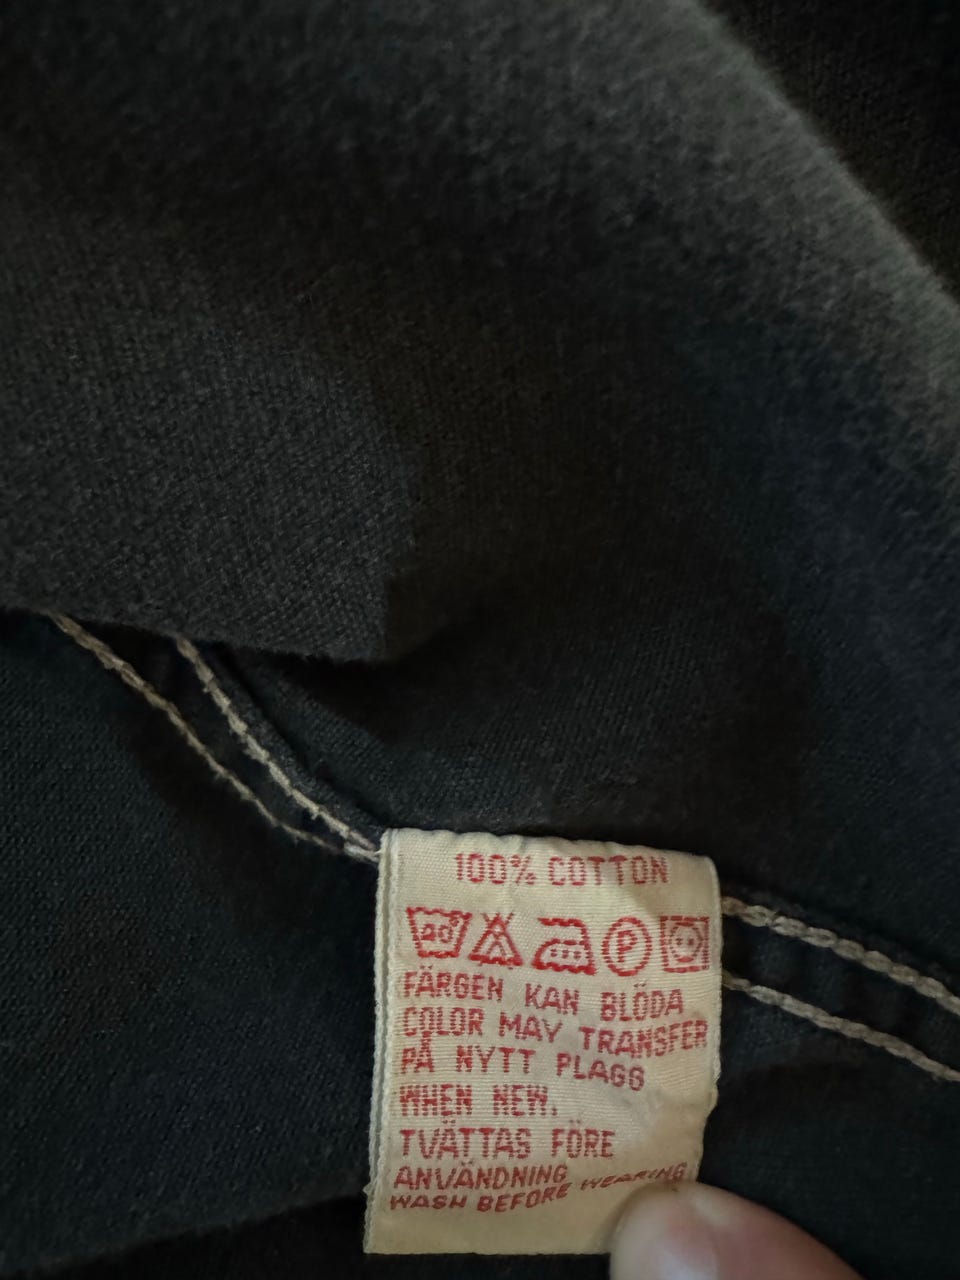 100% COTTON
P
FÄRGEN KAN BLÖDA
COLOR MAY TRANSFER
PÅ NYTT PLAGG
WHEN NEW.
TVÄTTAS FÖRE
ANVÄNDNING
WASH BEFORE WEARING